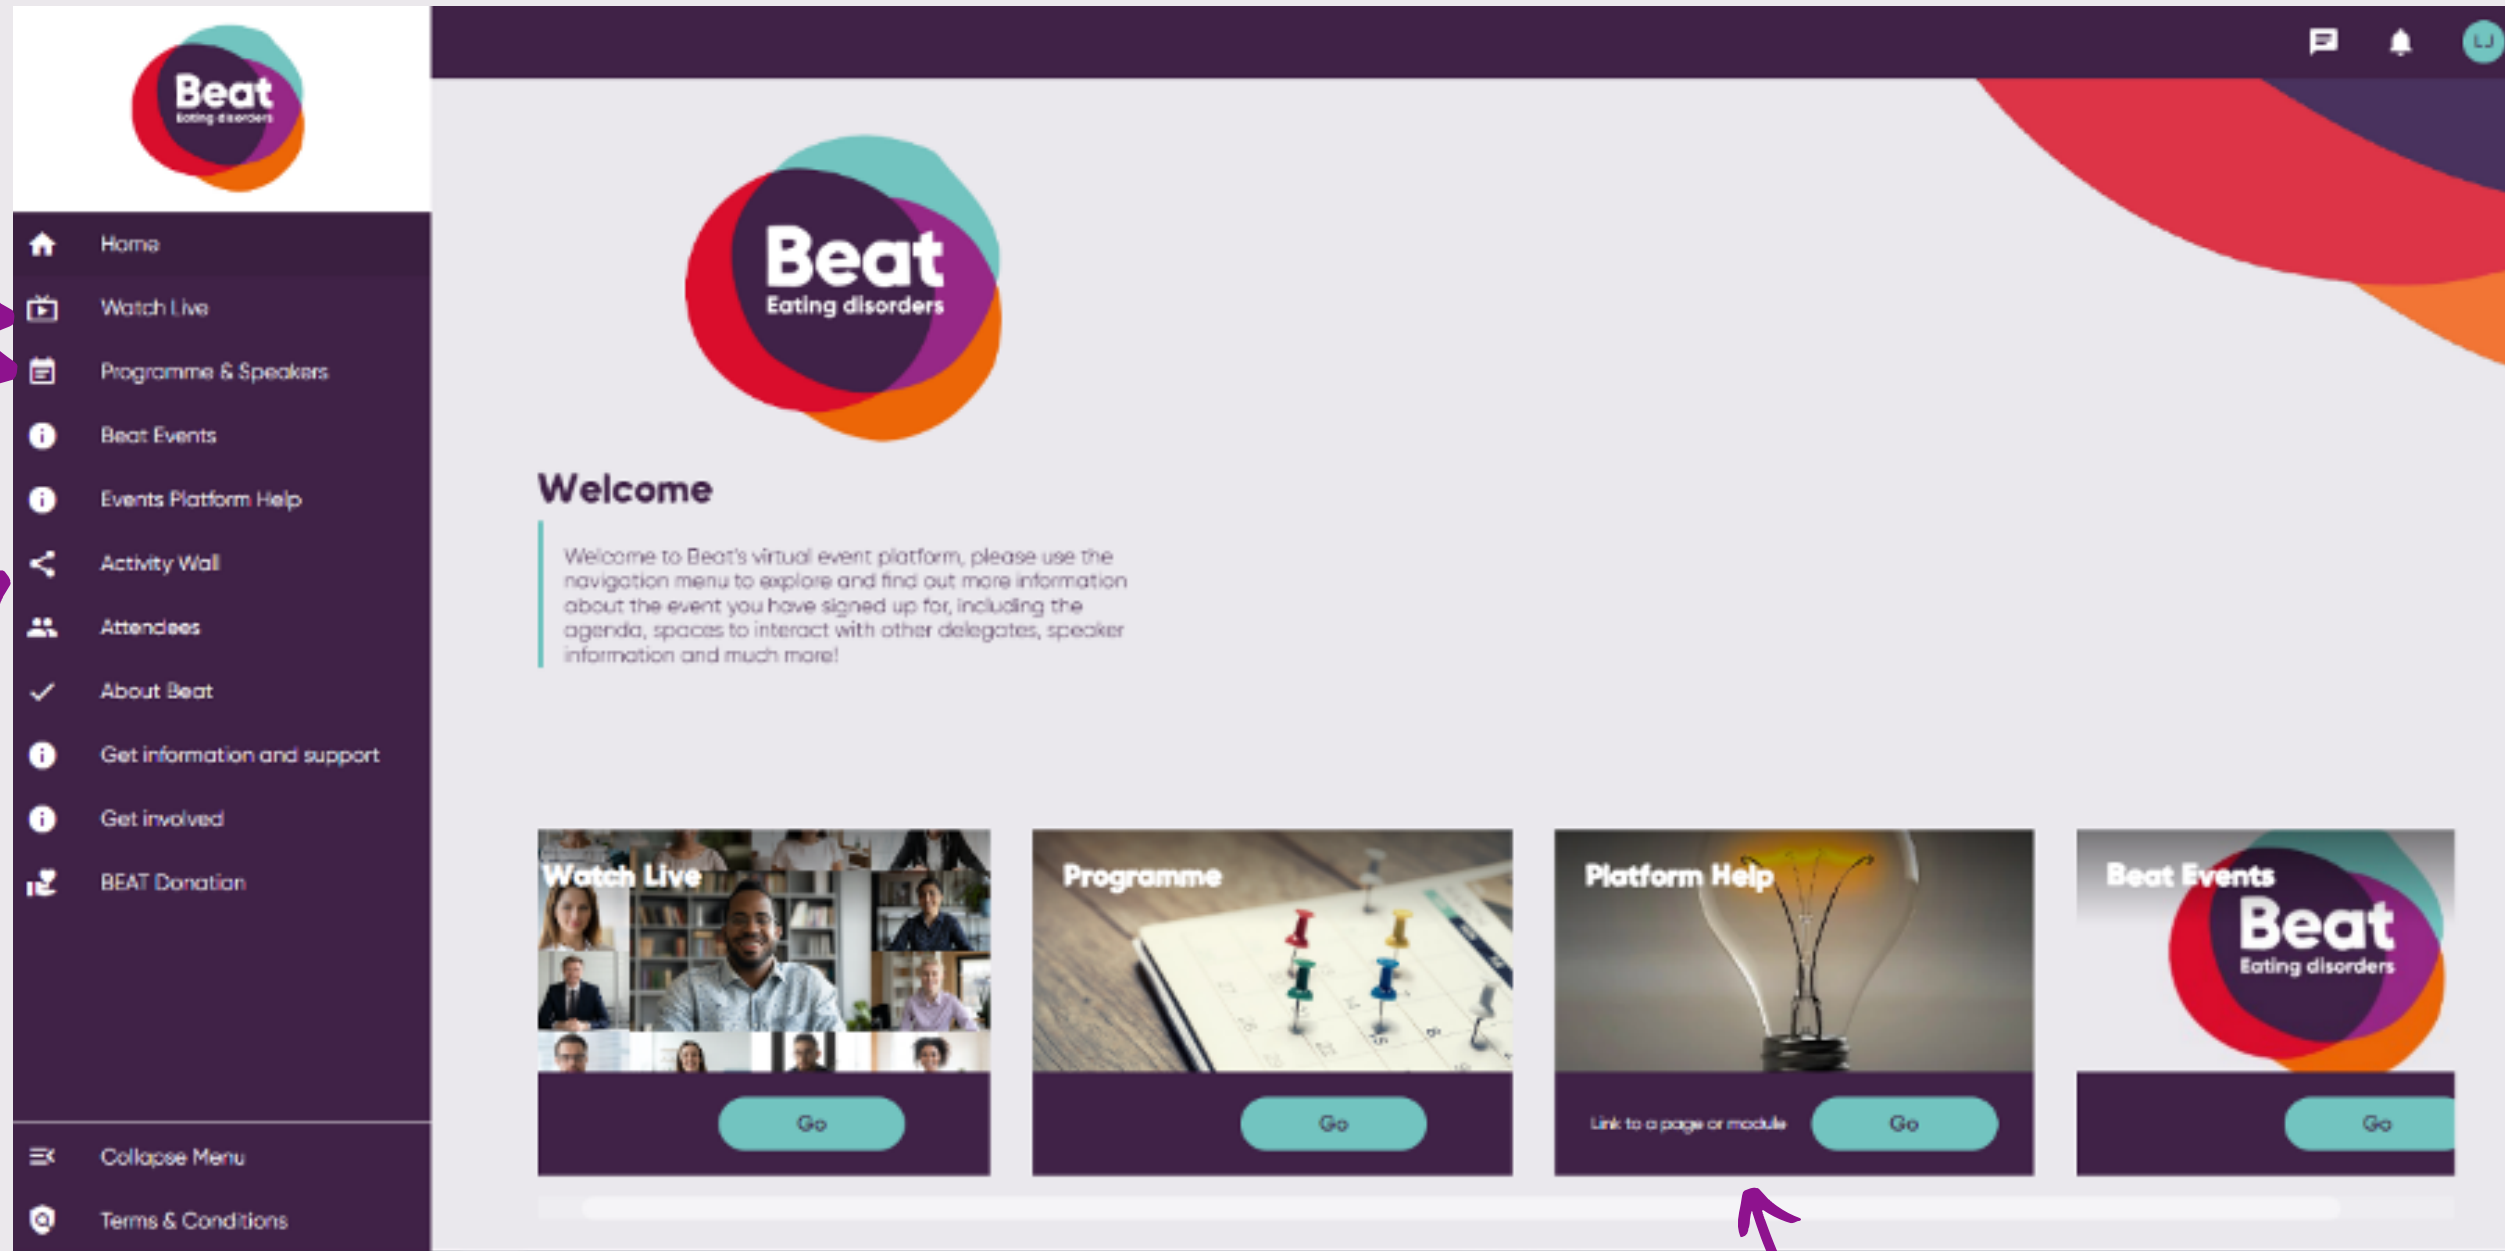 Beat
Eating disorders
LJ
Home
Watch Live
Programme & Speakers
Beat Events
Events Platform Help
Activity Wall
Attendees
About Beat
Get information and support
Get involved
BEAT Donation
Collapse Menu
Terms & Conditions
Beat
Eating disorders
Welcome
Welcome to Beat's virtual event platform, please use the
navigation menu to explore and find out more information
about the event you have signed up for, including the
agenda, spaces to interact with other delegates, speaker
information and much more!
Watch Live
Go
Programme
Go
Platform Help
Link to a page or module
Go
Beat Events
Beat
Eating disorders
Go